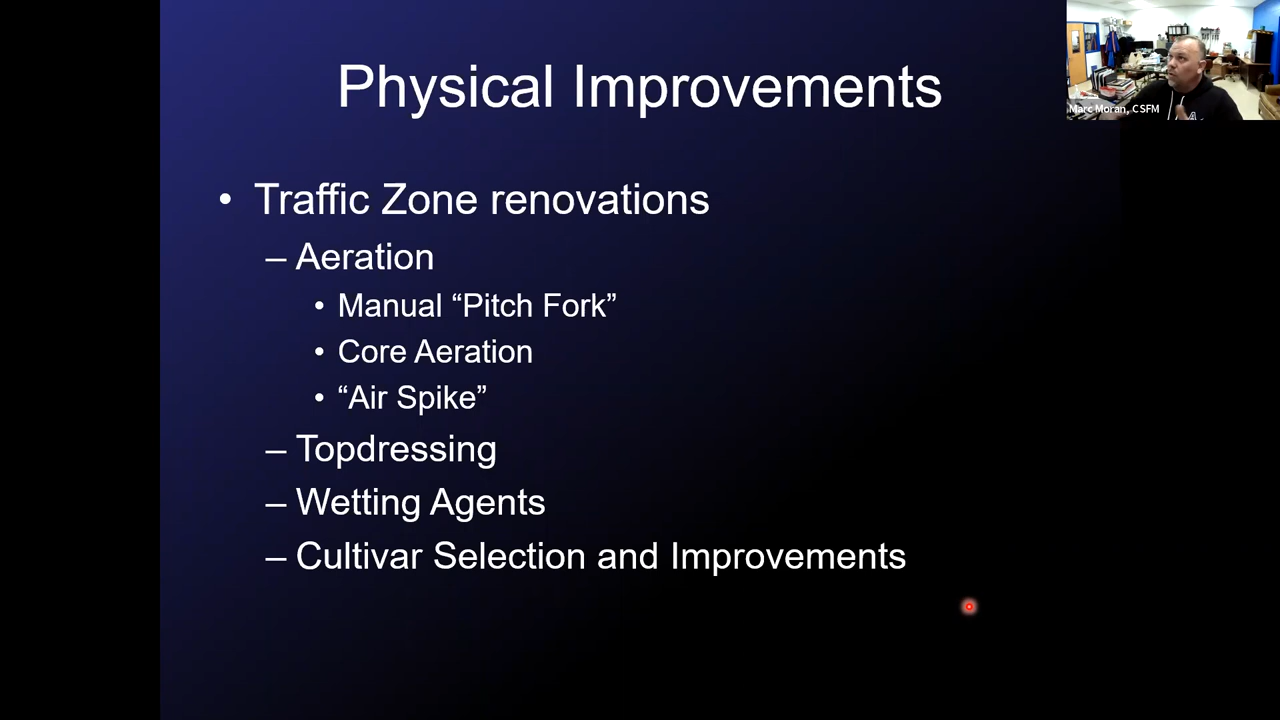 Physical Improvements
Marc Moran, CSFM
• Traffic Zone renovations
– Aeration
• Manual “Pitch Fork”
• Core Aeration
• “Air Spike”
– Topdressing
– Wetting Agents
– Cultivar Selection and Improvements